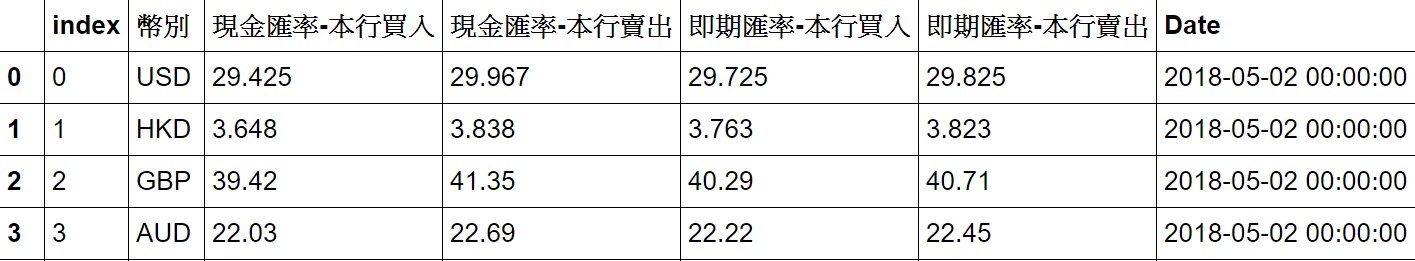 index 幣別 現金匯率-本行買入 現金匯率-本行賣出 即期匯率-本行買入 即期匯率-本行賣出 Date
0 0 USD 29.425 29.967 29.725 29.825 2018-05-02 00:00:00
1 1 HKD 3.648 3.838 3.763 3.823 2018-05-02 00:00:00
2 2 GBP 39.42 41.35 40.29 40.71 2018-05-02 00:00:00
3 3 AUD 22.03 22.69 22.22 22.45 2018-05-02 00:00:00